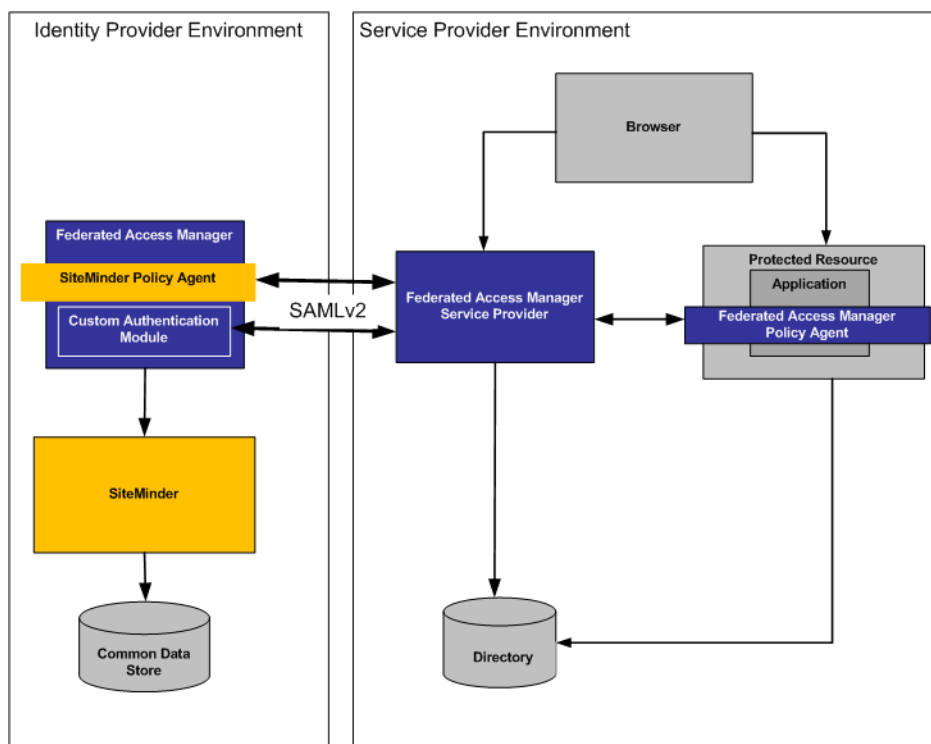 Identity Provider Environment
Service Provider Environment
Browser
Federated Access Manager
SiteMinder Policy Agent
Custom Authentication
Module
SAMLv2
Federated Access Manager
Service Provider
Protected Resource
Application
Federated Access Manager
Policy Agent
SiteMinder
Common Data
Store
Directory